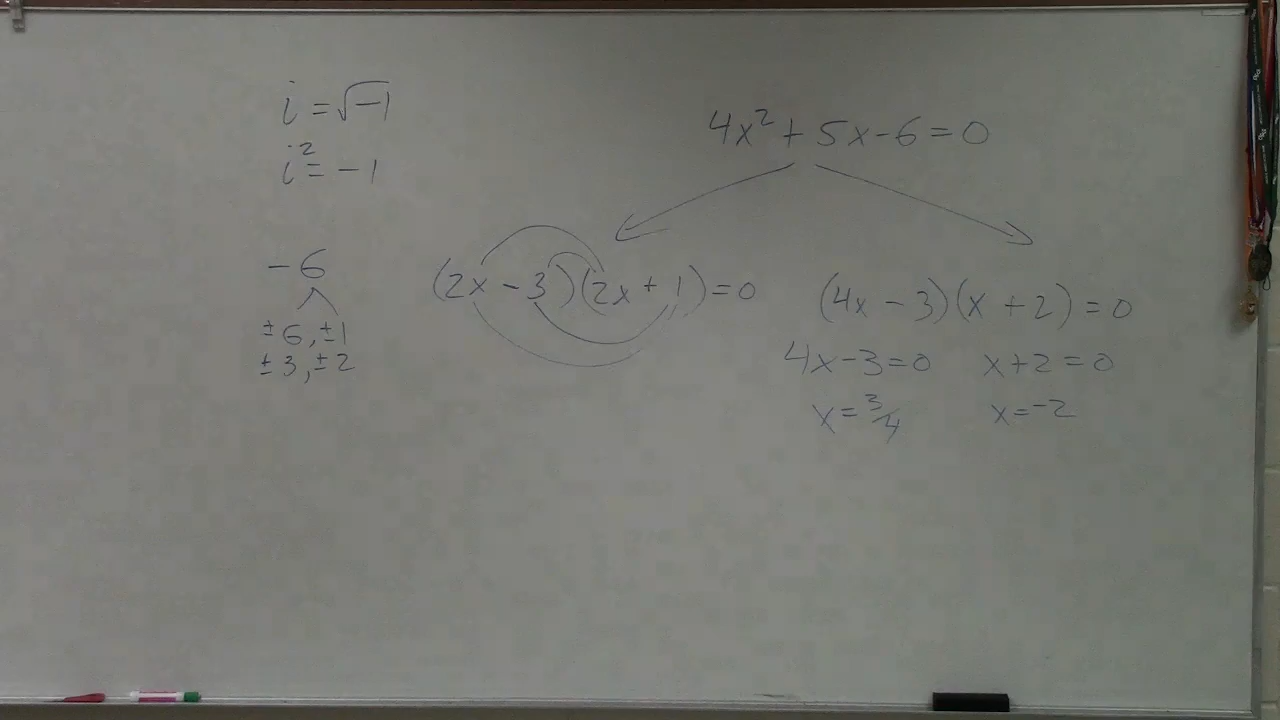 i = √-1
i² = -1
4x² + 5x - 6 = 0
-6
±6, ±1
±3, ±2
(2x - 3)(2x + 1) = 0
(4x - 3)(x + 2) = 0
4x - 3 = 0 x + 2 = 0
x = 3/4 x = -2